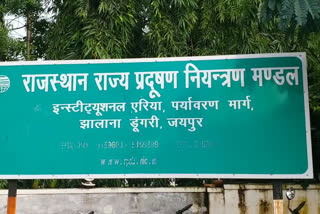 राजस्थान राज्य प्रदूषण नियन्त्रण मण्डल
इन्स्टीट्यूशनल एरिया, पर्यावरण मार्ग,
झालाना डूंगरी, जयपुर